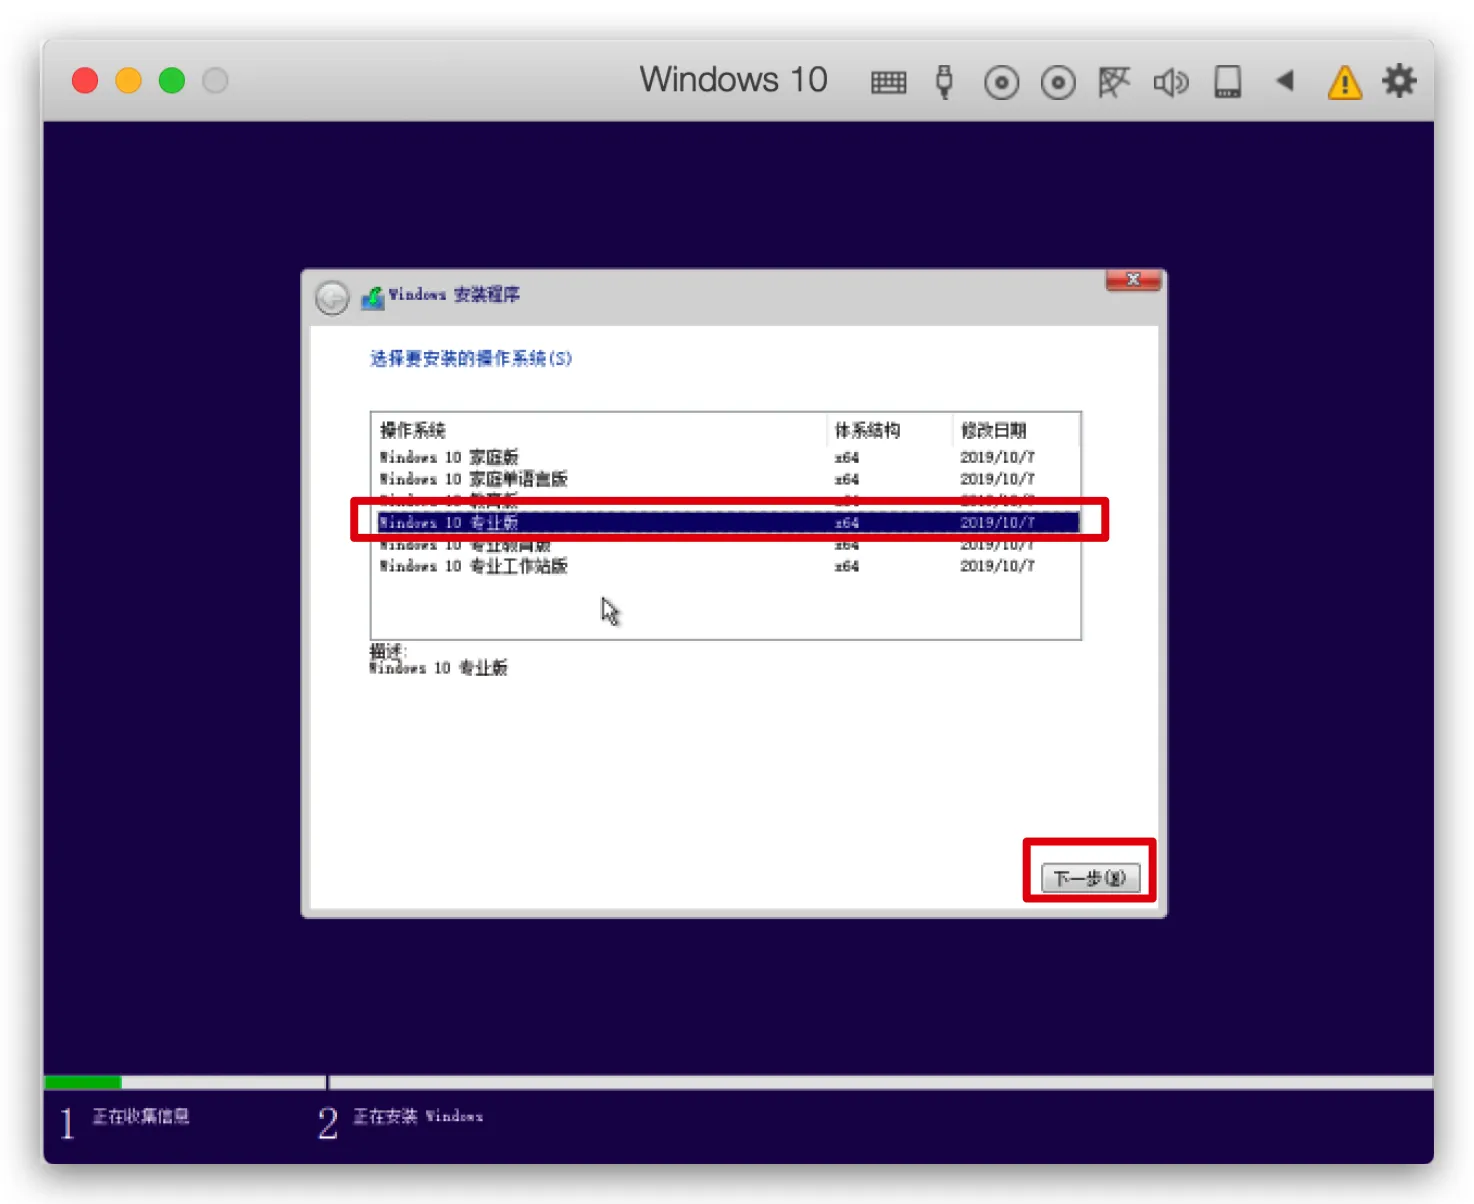 Windows 10
Windows 安装程序
选择要安装的操作系统(S)
操作系统 体系结构 修改日期
Windows 10 家庭版 x64 2019/10/7
Windows 10 家庭单语言版 x64 2019/10/7
Windows 10 教育版 x64 2019/10/7
Windows 10 专业版 x64 2019/10/7
Windows 10 专业教育版 x64 2019/10/7
Windows 10 专业工作站版 x64 2019/10/7
描述:
Windows 10 专业版
下一步(N)
1 正在收集信息 2 正在安装 Windows